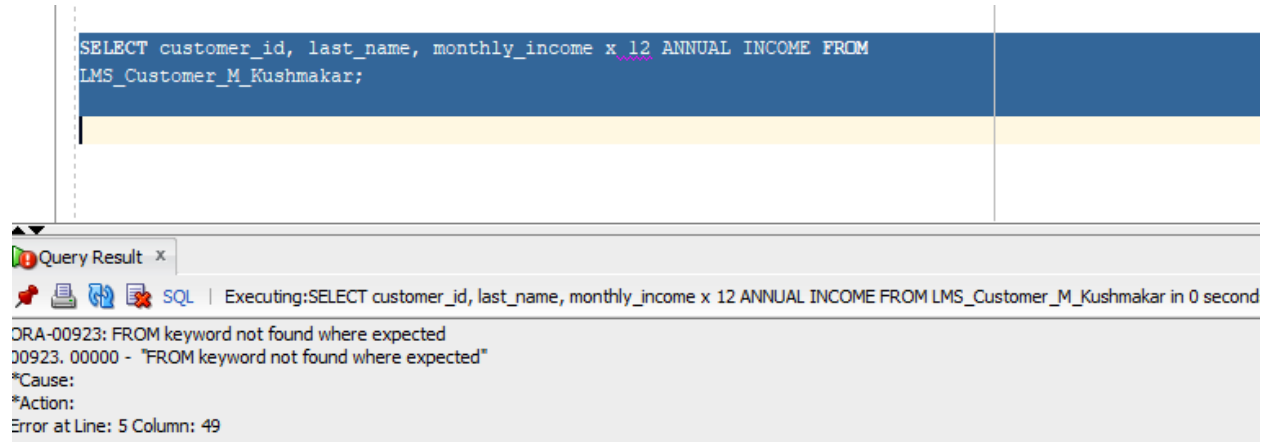 SELECT customer_id, last_name, monthly_income x 12 ANNUAL INCOME FROM
LMS_Customer_M_Kushmakar;
Query Result x
SQL | Executing:SELECT customer_id, last_name, monthly_income x 12 ANNUAL INCOME FROM LMS_Customer_M_Kushmakar in 0 second
ORA-00923: FROM keyword not found where expected
00923. 00000 - "FROM keyword not found where expected"
*Cause:
*Action:
Error at Line: 5 Column: 49